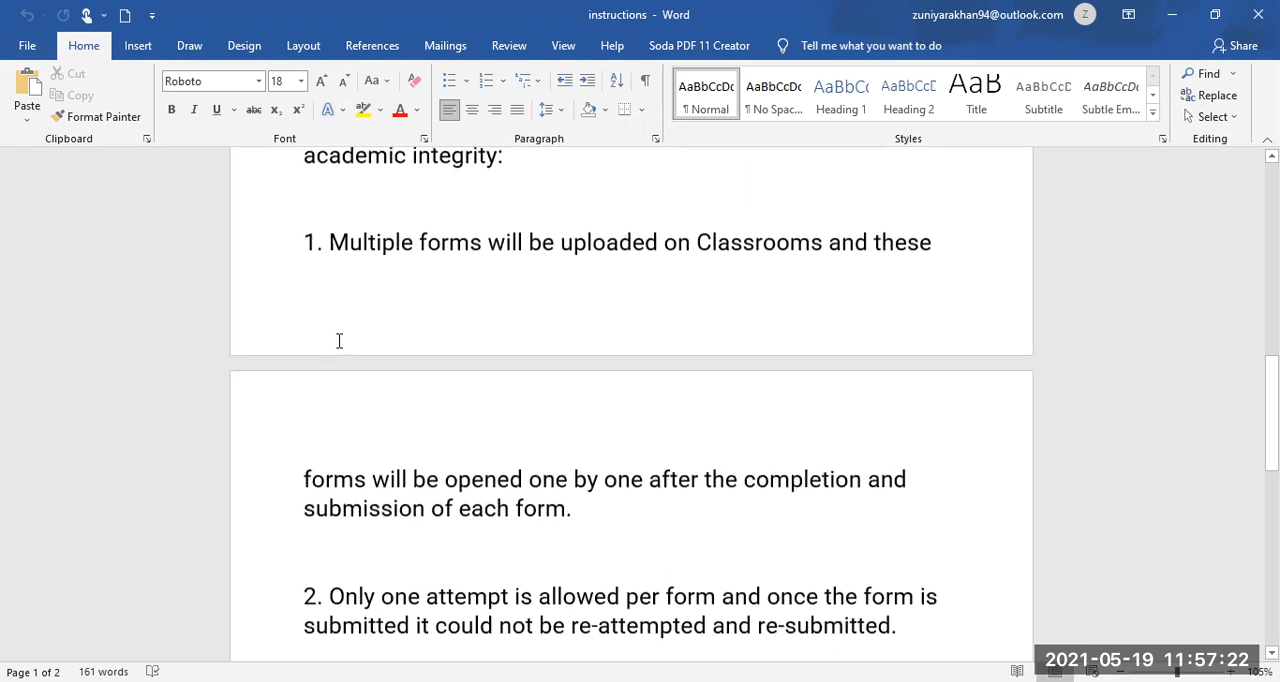 instructions - Word
zuniyarakhan94@outlook.com
Z
File Home Insert Draw Design Layout References Mailings Review View Help Soda PDF 11 Creator Tell me what you want to do Share
Paste
Cut
Copy
Format Painter
Clipboard
Roboto 18
Font
Paragraph
AaBbCcDc AaBbCcDc AaBbC AaBbCcD AaB AaBbCcD AaBbCcDc
¶ Normal ¶ No Spac... Heading 1 Heading 2 Title Subtitle Subtle Em...
Styles
Find
Replace
Select
Editing
academic integrity:
1. Multiple forms will be uploaded on Classrooms and these
forms will be opened one by one after the completion and
submission of each form.
2. Only one attempt is allowed per form and once the form is
submitted it could not be re-attempted and re-submitted.
Page 1 of 2 161 words
2021-05-19 11:57:22
105%